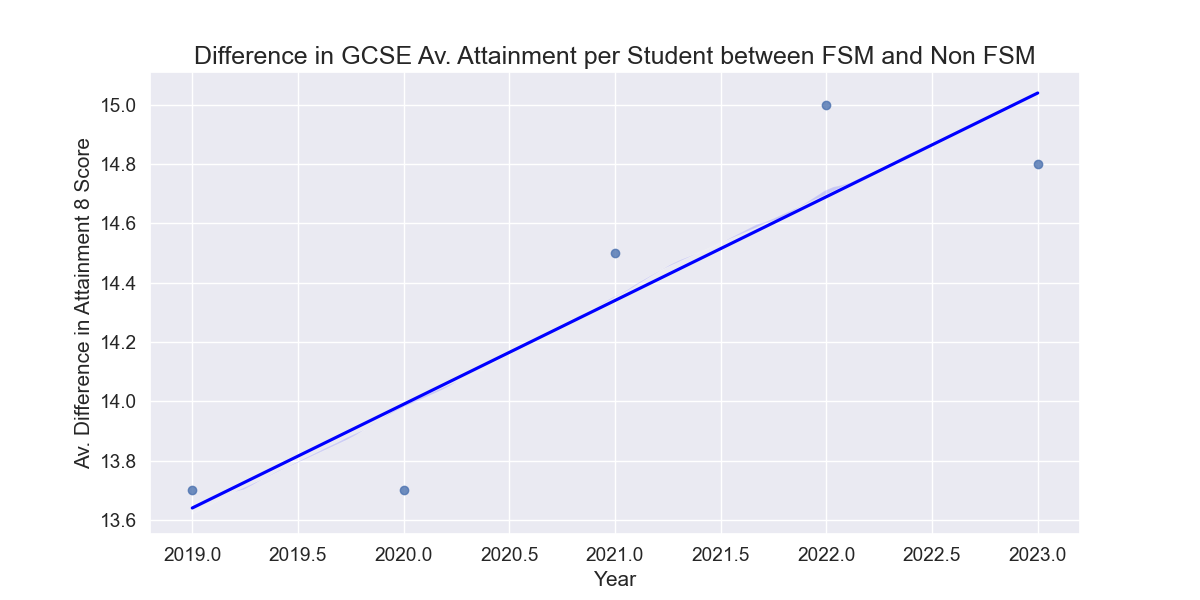 Difference in GCSE Av. Attainment per Student between FSM and Non FSM
Av. Difference in Attainment 8 Score
15.0
14.8
14.6
14.4
14.2
14.0
13.8
13.6
2019.0 2019.5 2020.0 2020.5 2021.0 2021.5 2022.0 2022.5 2023.0
Year